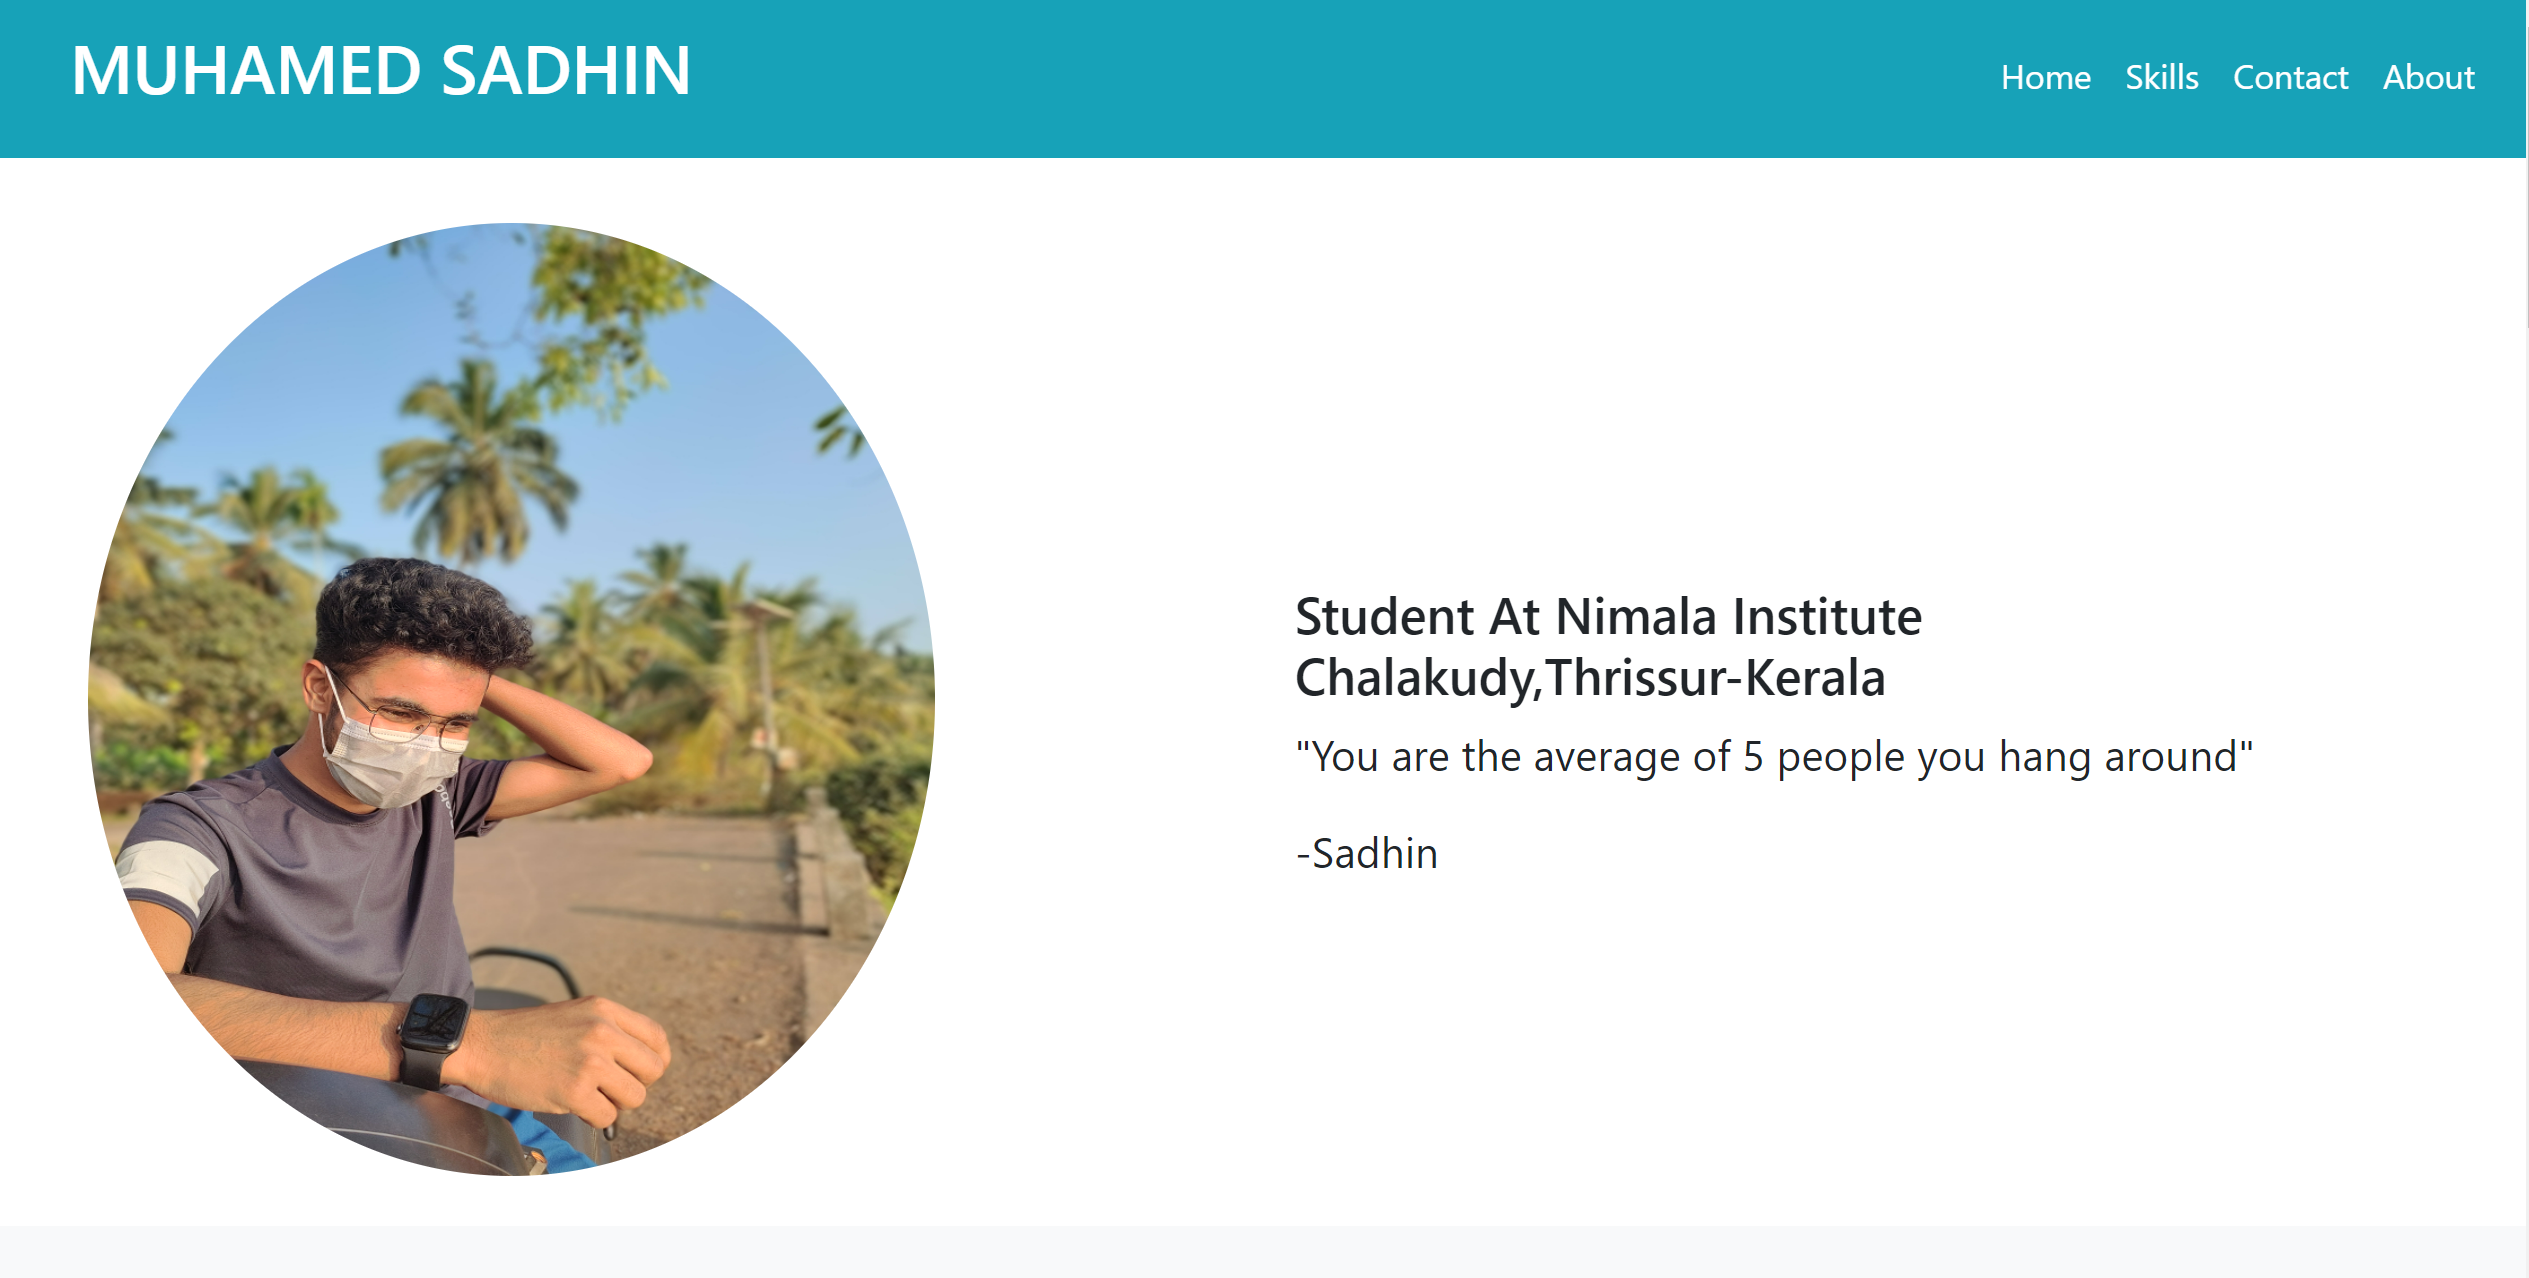 MUHAMED SADHIN
Home Skills Contact About
Student At Nimala Institute
Chalakudy,Thrissur-Kerala
"You are the average of 5 people you hang around"
-Sadhin